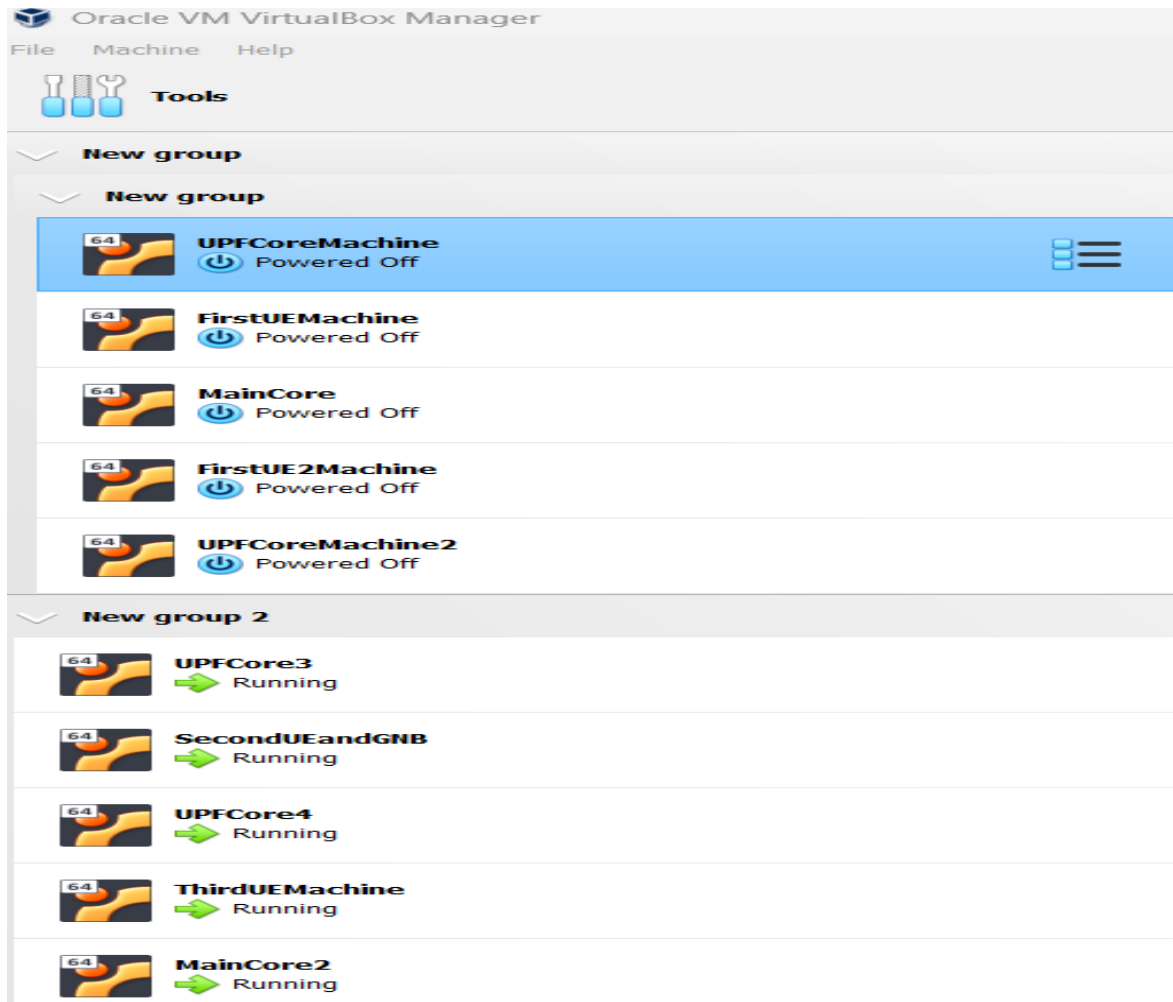 Oracle VM VirtualBox Manager
File Machine Help
Tools
New group
New group
64
UPFCoreMachine
Powered Off
64
FirstUEMachine
Powered Off
64
MainCore
Powered Off
64
FirstUE2Machine
Powered Off
64
UPFCoreMachine2
Powered Off
New group 2
64
UPFCore3
Running
64
SecondUEandGNB
Running
64
UPFCore4
Running
64
ThirdUEMachine
Running
64
MainCore2
Running